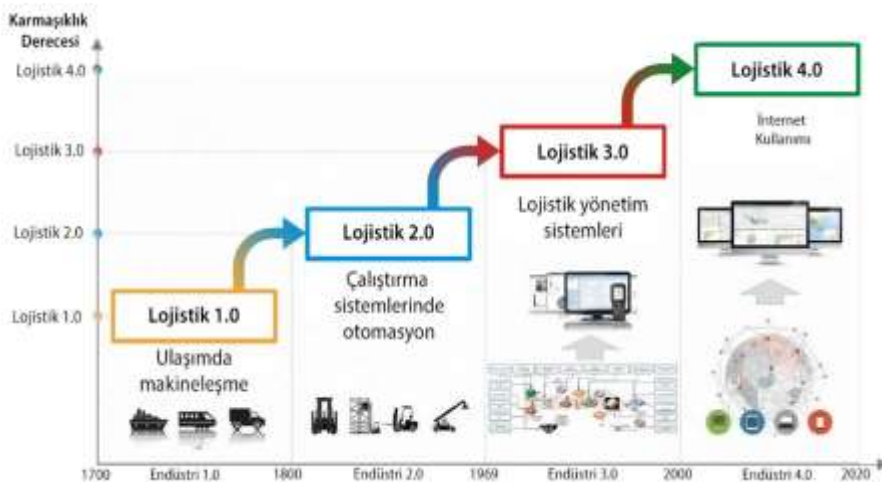 Karmaşıklık
Derecesi
Lojistik 4.0
Lojistik 3.0
Lojistik 2.0
Lojistik 1.0
Lojistik 1.0
Ulaşımda
makineleşme
Lojistik 2.0
Çalıştırma
sistemlerinde
otomasyon
Lojistik 3.0
Lojistik yönetim
sistemleri
Lojistik 4.0
İnternet
Kullanımı
1700 Endüstri 1.0 1800 Endüstri 2.0 1969 Endüstri 3.0 2000 Endüstri 4.0 2020